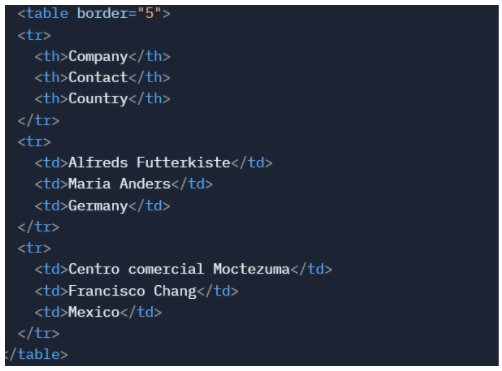 <table border="5">
<tr>
<th>Company</th>
<th>Contact</th>
<th>Country</th>
</tr>
<tr>
<td>Alfreds Futterkiste</td>
<td>Maria Anders</td>
<td>Germany</td>
</tr>
<tr>
<td>Centro comercial Moctezuma</td>
<td>Francisco Chang</td>
<td>Mexico</td>
</tr>
</table>